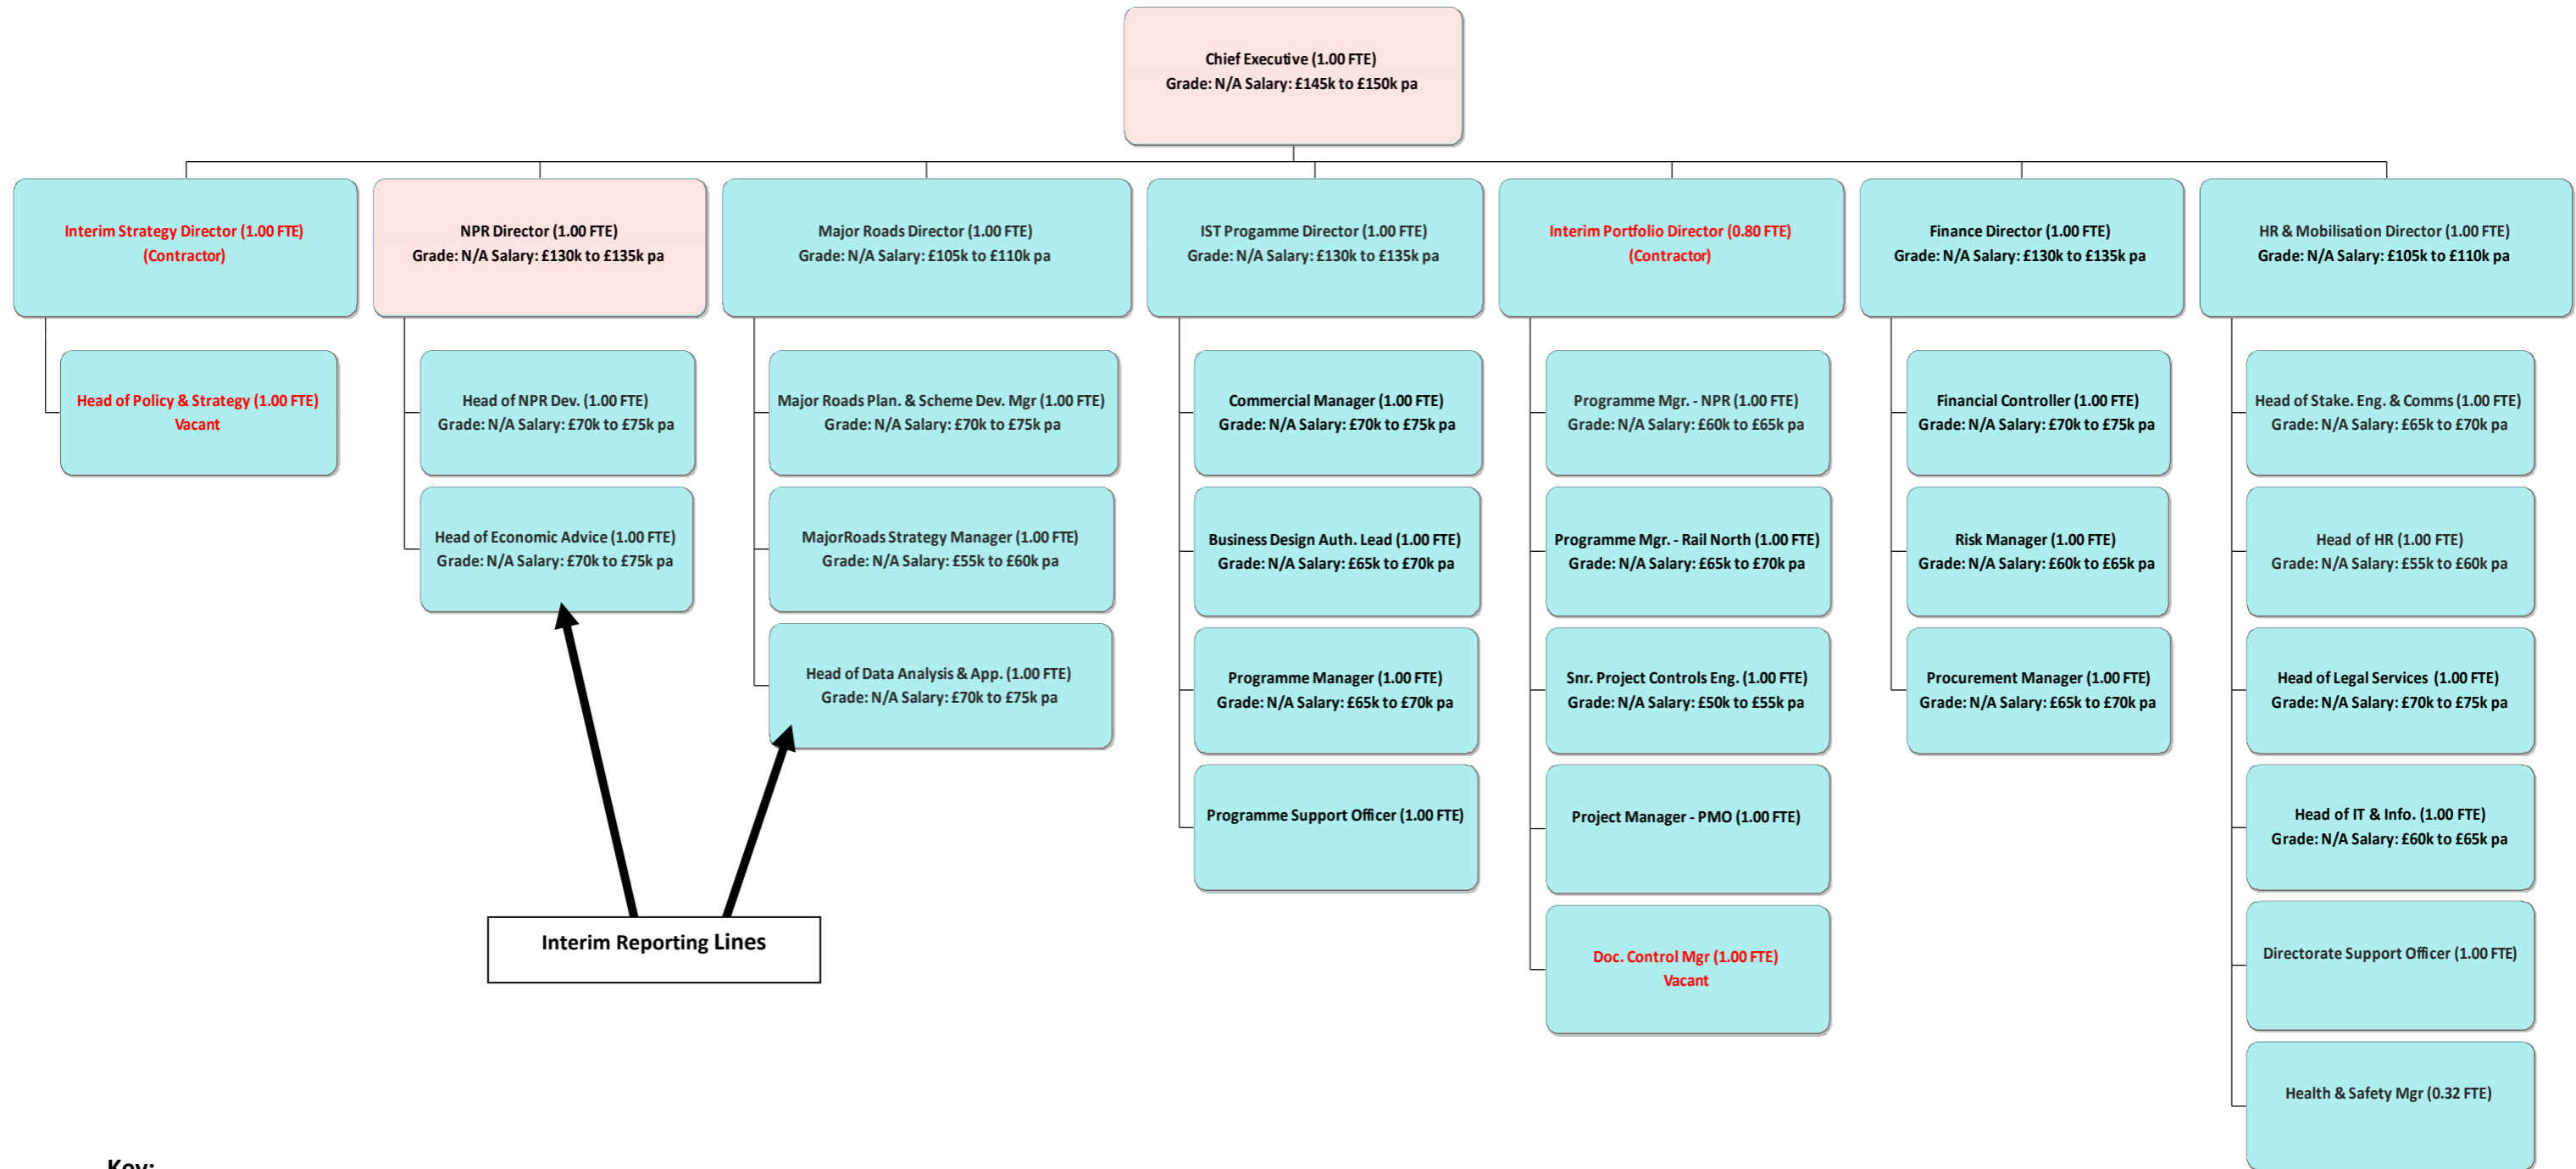 Chief Executive (1.00 FTE)
Grade: N/A Salary: £145k to £150k pa
Interim Strategy Director (1.00 FTE)
(Contractor)
NPR Director (1.00 FTE)
Grade: N/A Salary: £130k to £135k pa
Major Roads Director (1.00 FTE)
Grade: N/A Salary: £105k to £110k pa
IST Progamme Director (1.00 FTE)
Grade: N/A Salary: £130k to £135k pa
Interim Portfolio Director (0.80 FTE)
(Contractor)
Finance Director (1.00 FTE)
Grade: N/A Salary: £130k to £135k pa
HR & Mobilisation Director (1.00 FTE)
Grade: N/A Salary: £105k to £110k pa
Head of Policy & Strategy (1.00 FTE)
Vacant
Head of NPR Dev. (1.00 FTE)
Grade: N/A Salary: £70k to £75k pa
Head of Economic Advice (1.00 FTE)
Grade: N/A Salary: £70k to £75k pa
Major Roads Plan. & Scheme Dev. Mgr (1.00 FTE)
Grade: N/A Salary: £70k to £75k pa
MajorRoads Strategy Manager (1.00 FTE)
Grade: N/A Salary: £55k to £60k pa
Head of Data Analysis & App. (1.00 FTE)
Grade: N/A Salary: £70k to £75k pa
Commercial Manager (1.00 FTE)
Grade: N/A Salary: £70k to £75k pa
Business Design Auth. Lead (1.00 FTE)
Grade: N/A Salary: £65k to £70k pa
Programme Manager (1.00 FTE)
Grade: N/A Salary: £65k to £70k pa
Programme Support Officer (1.00 FTE)
Programme Mgr. - NPR (1.00 FTE)
Grade: N/A Salary: £60k to £65k pa
Programme Mgr. - Rail North (1.00 FTE)
Grade: N/A Salary: £65k to £70k pa
Snr. Project Controls Eng. (1.00 FTE)
Grade: N/A Salary: £50k to £55k pa
Project Manager - PMO (1.00 FTE)
Doc. Control Mgr (1.00 FTE)
Vacant
Financial Controller (1.00 FTE)
Grade: N/A Salary: £70k to £75k pa
Risk Manager (1.00 FTE)
Grade: N/A Salary: £60k to £65k pa
Procurement Manager (1.00 FTE)
Grade: N/A Salary: £65k to £70k pa
Head of Stake. Eng. & Comms (1.00 FTE)
Grade: N/A Salary: £65k to £70k pa
Head of HR (1.00 FTE)
Grade: N/A Salary: £55k to £60k pa
Head of Legal Services (1.00 FTE)
Grade: N/A Salary: £70k to £75k pa
Head of IT & Info. (1.00 FTE)
Grade: N/A Salary: £60k to £65k pa
Directorate Support Officer (1.00 FTE)
Health & Safety Mgr (0.32 FTE)
Interim Reporting Lines
Key: